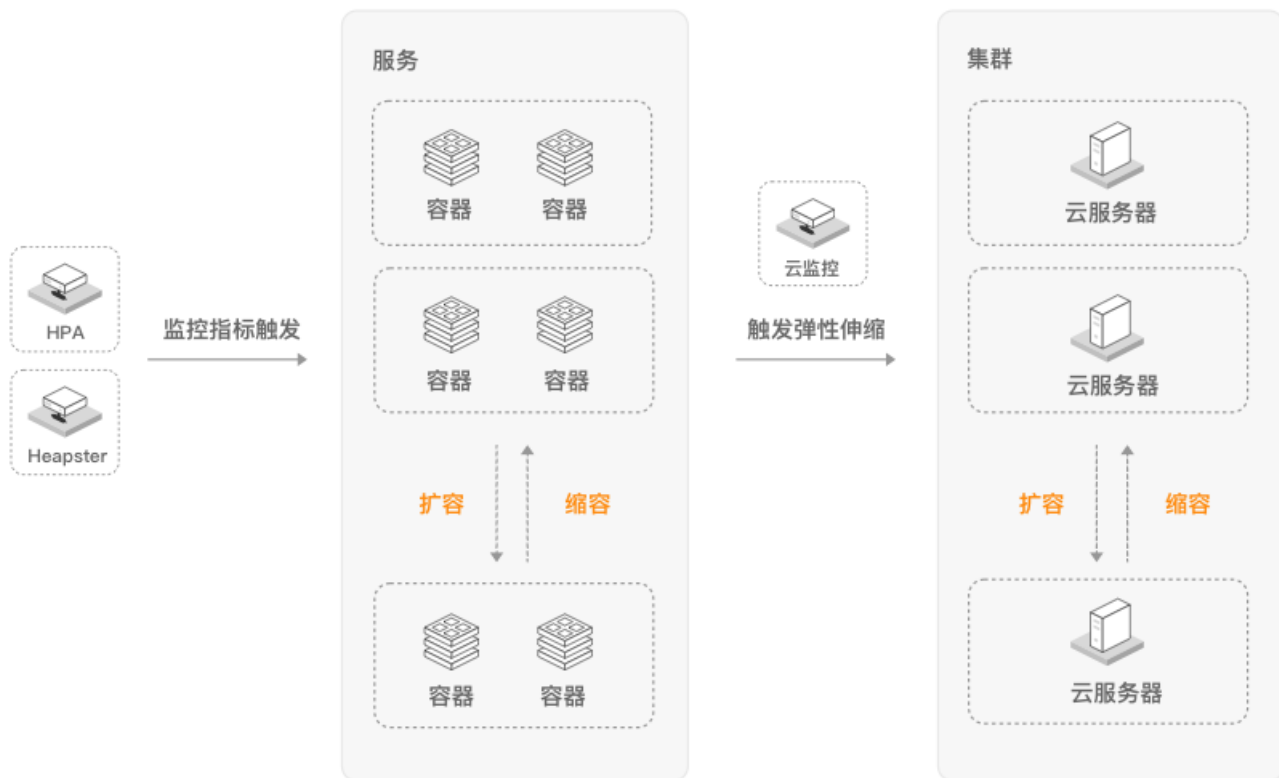 HPA
Heapster
监控指标触发
服务
容器 容器
容器 容器
扩容 缩容
容器 容器
云监控
触发弹性伸缩
集群
云服务器
云服务器
扩容 缩容
云服务器